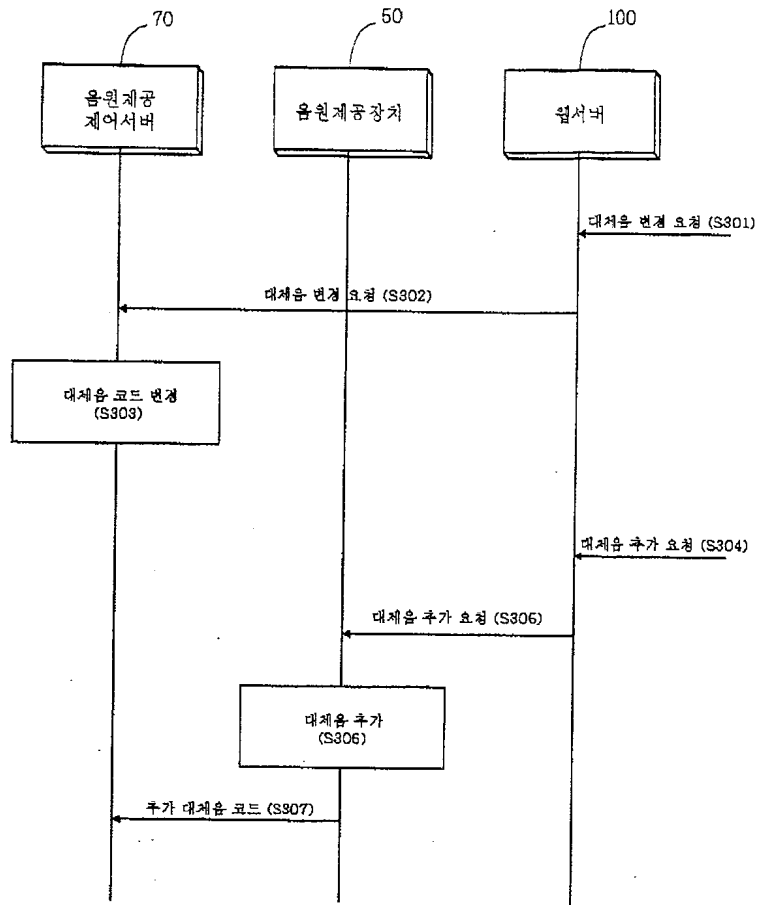 70
50
100
음원제공
제어서버
음원제공장치
웹서버
대체음 변경 요청 (S301)
대체음 변경 요청 (S302)
대체음 코드 변경
(S303)
대체음 추가 요청 (S304)
대체음 추가 요청 (S305)
대체음 추가
(S306)
추가 대체음 코드 (S307)